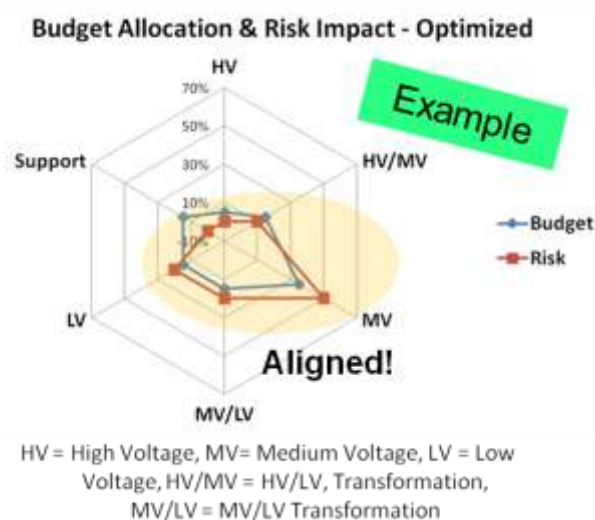 Budget Allocation & Risk Impact - Optimized
HV
70%
Example
50%
Support
HV/MV
30%
10%
Budget
Risk
LV
MV
Aligned!
MV/LV
HV = High Voltage, MV= Medium Voltage, LV = Low
Voltage, HV/MV = HV/LV, Transformation,
MV/LV = MV/LV Transformation